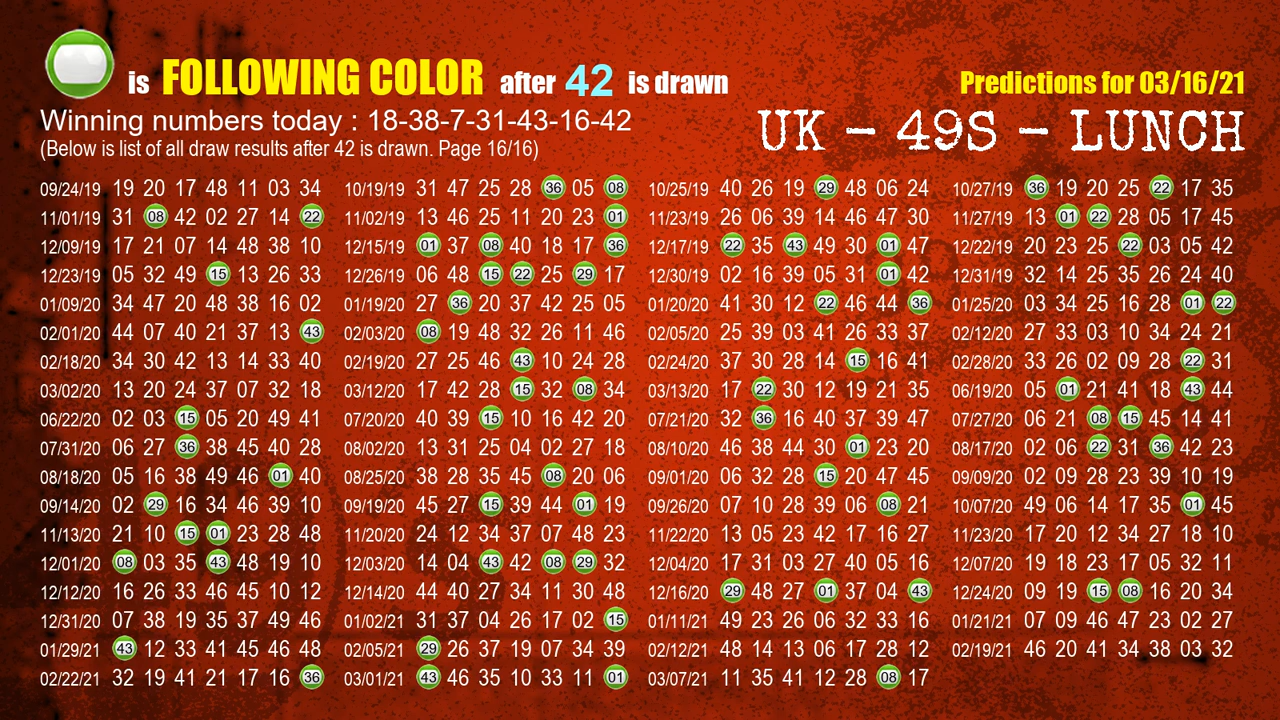 is FOLLOWING COLOR after 42 is drawn
Predictions for 03/16/21
Winning numbers today : 18-38-7-31-43-16-42
UK - 49S - LUNCH
(Below is list of all draw results after 42 is drawn. Page 16/16)
09/24/19 19 20 17 48 11 03 34 10/19/19 31 47 25 28 36 05 08 10/25/19 40 26 19 29 48 06 24 10/27/19 36 19 20 25 22 17 35
11/01/19 31 08 42 02 27 14 22 11/02/19 13 46 25 11 20 23 01 11/23/19 26 06 39 14 46 47 30 11/27/19 13 01 22 28 05 17 45
12/09/19 17 21 07 14 48 38 10 12/15/19 01 37 08 40 18 17 36 12/17/19 22 35 43 49 30 01 47 12/22/19 20 23 25 22 03 05 42
12/23/19 05 32 49 15 13 26 33 12/26/19 06 48 15 22 25 29 17 12/30/19 02 16 39 05 31 01 42 12/31/19 32 14 25 35 26 24 40
01/09/20 34 47 20 48 38 16 02 01/19/20 27 36 20 37 42 25 05 01/20/20 41 30 12 22 46 44 36 01/25/20 03 34 25 16 28 01 22
02/01/20 44 07 40 21 37 13 43 02/03/20 08 19 48 32 26 11 46 02/05/20 25 39 03 41 26 33 37 02/12/20 27 33 03 10 34 24 21
02/18/20 34 30 42 13 14 33 40 02/19/20 27 25 46 43 10 24 28 02/24/20 37 30 28 14 15 16 41 02/28/20 33 26 02 09 28 22 31
03/02/20 13 20 24 37 07 32 18 03/12/20 17 42 28 15 32 08 34 03/13/20 17 22 30 12 19 21 35 06/19/20 05 01 21 41 18 43 44
06/22/20 02 03 15 05 20 49 41 07/20/20 40 39 15 10 16 42 20 07/21/20 32 36 16 40 37 39 47 07/27/20 06 21 08 15 45 14 41
07/31/20 06 27 36 38 45 40 28 08/02/20 13 31 25 04 02 27 18 08/10/20 46 38 44 30 01 23 20 08/17/20 02 06 22 31 36 42 23
08/18/20 05 16 38 49 46 01 40 08/25/20 38 28 35 45 08 20 06 09/01/20 06 32 28 15 20 47 45 09/09/20 02 09 28 23 39 10 19
09/14/20 02 29 16 34 46 39 10 09/19/20 45 27 15 39 44 01 19 09/26/20 07 10 28 39 06 08 21 10/07/20 49 06 14 17 35 01 45
11/13/20 21 10 15 01 23 28 48 11/20/20 24 12 34 37 07 48 23 11/22/20 13 05 23 42 17 16 27 11/23/20 17 20 12 34 27 18 10
12/01/20 08 03 35 43 48 19 10 12/03/20 14 04 43 42 08 29 32 12/04/20 17 31 03 27 40 05 16 12/07/20 19 18 23 17 05 32 11
12/12/20 16 26 33 46 45 10 12 12/14/20 44 40 27 34 11 30 48 12/16/20 29 48 27 01 37 04 43 12/24/20 09 19 15 08 16 20 34
12/31/20 07 38 19 35 37 49 46 01/02/21 31 37 04 26 17 02 15 01/11/21 49 23 26 06 32 33 16 01/21/21 07 09 46 47 23 02 27
01/29/21 43 12 33 41 45 46 48 02/05/21 29 26 37 19 07 34 39 02/12/21 48 14 13 06 17 28 12 02/19/21 46 20 41 34 38 03 32
02/22/21 32 19 41 21 17 16 36 03/01/21 43 46 35 10 33 11 01 03/07/21 11 35 41 12 28 08 17